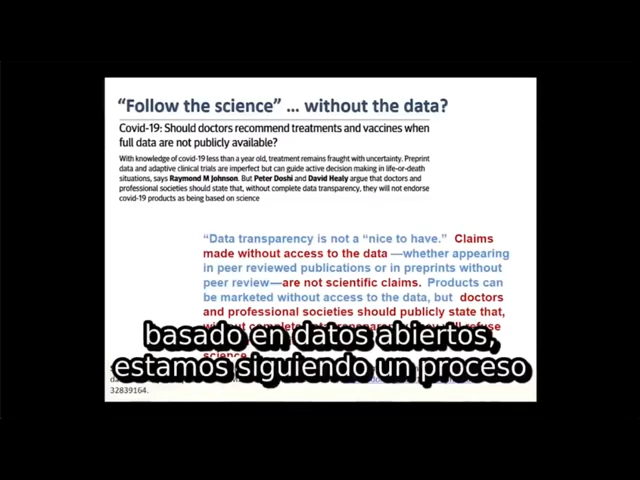 “Follow the science” ... without the data?
Covid-19: Should doctors recommend treatments and vaccines when
full data are not publicly available?
With knowledge of covid-19 less than a year old, treatment remains fraught with uncertainty. Preprint
data and adaptive clinical trials are imperfect but can guide active decision making in life-or-death
situations, says Raymond M Johnson. But Peter Doshi and David Healy argue that doctors and
professional societies should state that, without complete data transparency, they will not endorse
covid-19 products as being based on science
“Data transparency is not a “nice to have.” Claims
made without access to the data —whether appearing
in peer reviewed publications or in preprints without
peer review—are not scientific claims. Products can
be marketed without access to the data, but doctors
and professional societies should publicly state that,
basado en datos abiertos,
estamos siguiendo un proceso
32839164.